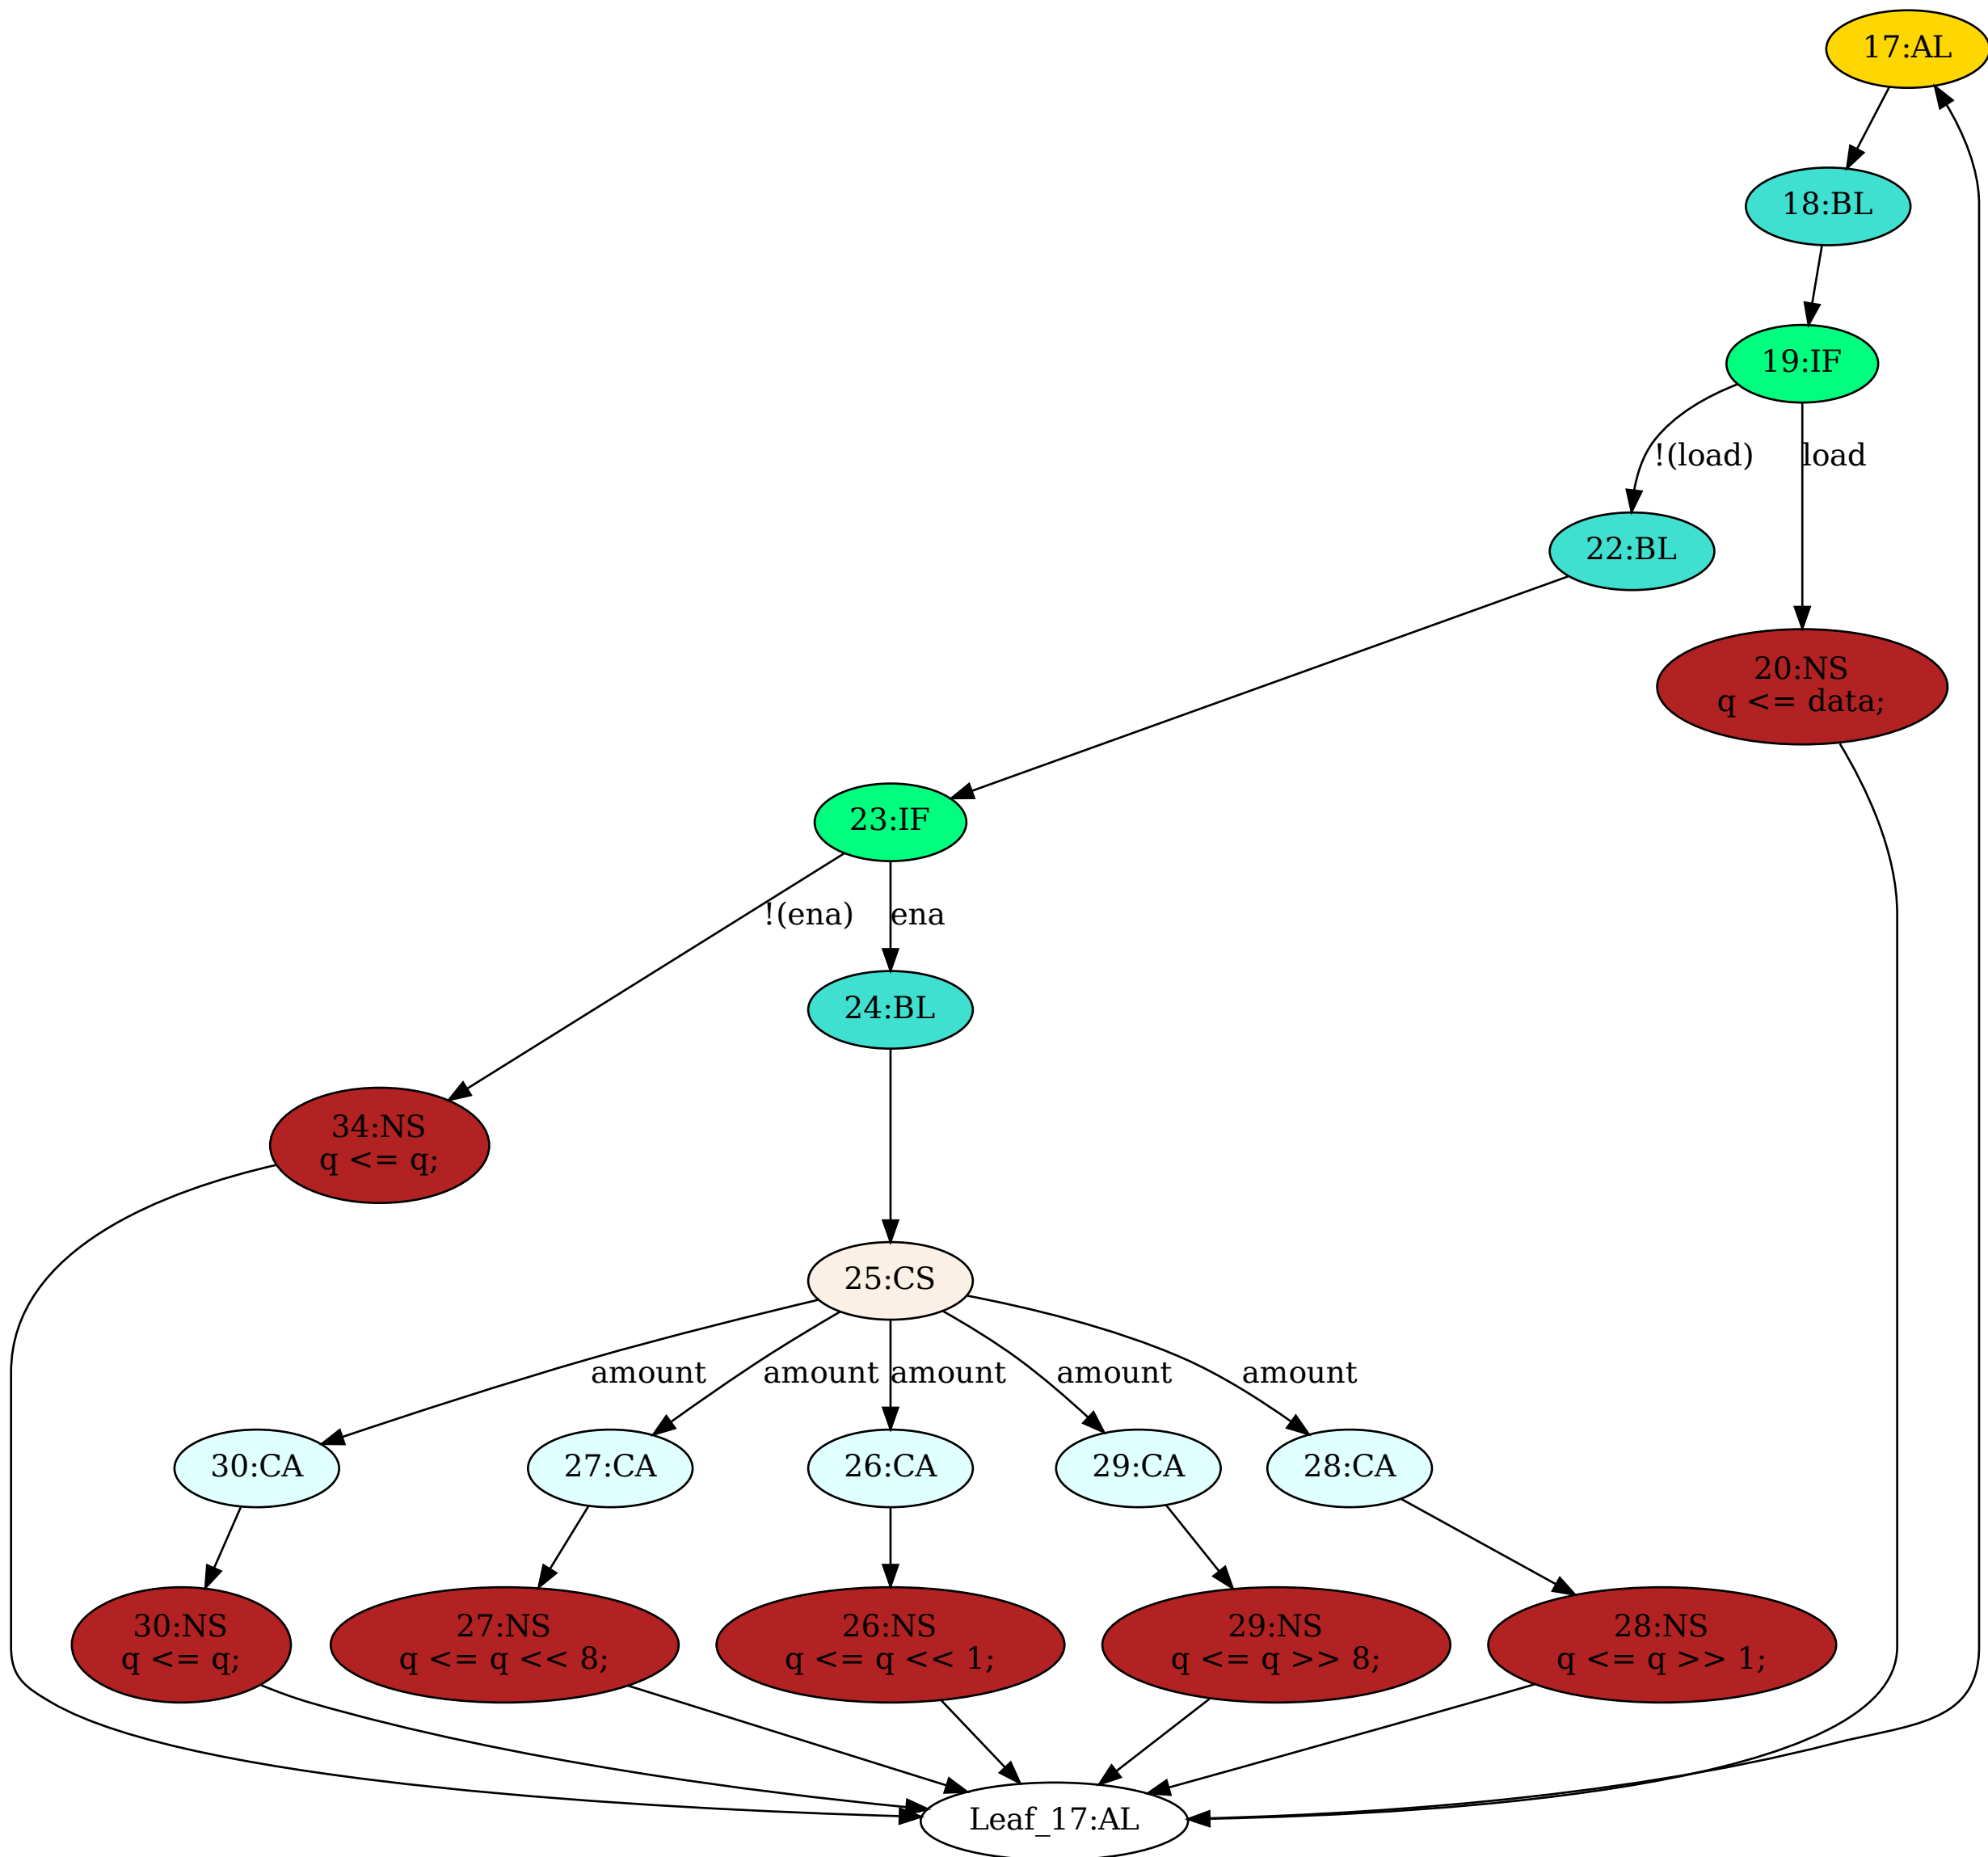 17:AL
18:BL
19:IF
!(load)
load
22:BL
20:NS
q <= data;
23:IF
!(ena)
ena
24:BL
34:NS
q <= q;
25:CS
amount
amount
amount
amount
amount
30:CA
27:CA
26:CA
29:CA
28:CA
30:NS
q <= q;
27:NS
q <= q << 8;
26:NS
q <= q << 1;
29:NS
q <= q >> 8;
28:NS
q <= q >> 1;
Leaf_17:AL